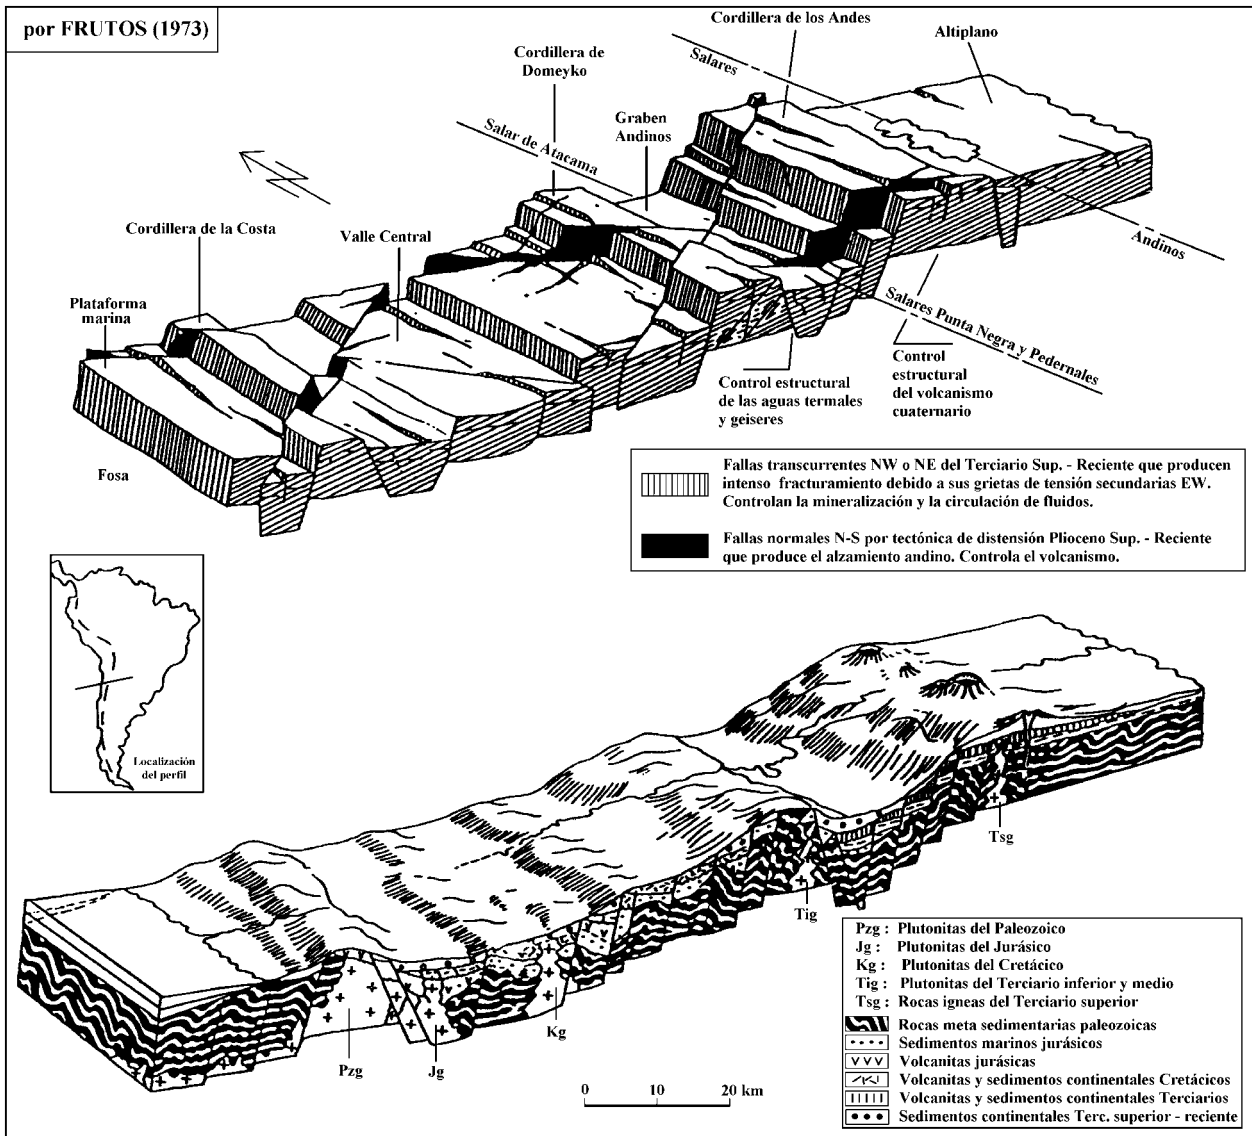 por FRUTOS (1973)
Cordillera de los Andes
Altiplano
Salares
Cordillera de
Domeyko
Graben
Andinos
Salar de Atacama
Cordillera de la Costa
Valle Central
Plataforma
marina
Andinos
Salares Punta Negra y Pedernales
Control
estructural
del volcanismo
cuaternario
Control estructural
de las aguas termales
y geiseres
Fosa
Fallas transcurrentes NW o NE del Terciario Sup. - Reciente que producen
intenso fracturamiento debido a sus grietas de tensión secundarias EW.
Controlan la mineralización y la circulación de fluidos.
Fallas normales N-S por tectónica de distensión Plioceno Sup. - Reciente
que produce el alzamiento andino. Controla el volcanismo.
Localización
del perfil
Tsg
Tig
Kg
Pzg
Jg
0 10 20 km
Pzg : Plutonitas del Paleozoico
Jg : Plutonitas del Jurásico
Kg : Plutonitas del Cretácico
Tig : Plutonitas del Terciario inferior y medio
Tsg : Rocas igneas del Terciario superior
Rocas meta sedimentarias paleozoicas
Sedimentos marinos jurásicos
Volcanitas jurásicas
Volcanitas y sedimentos continentales Cretácicos
Volcanitas y sedimentos continentales Terciarios
Sedimentos continentales Terc. superior - reciente